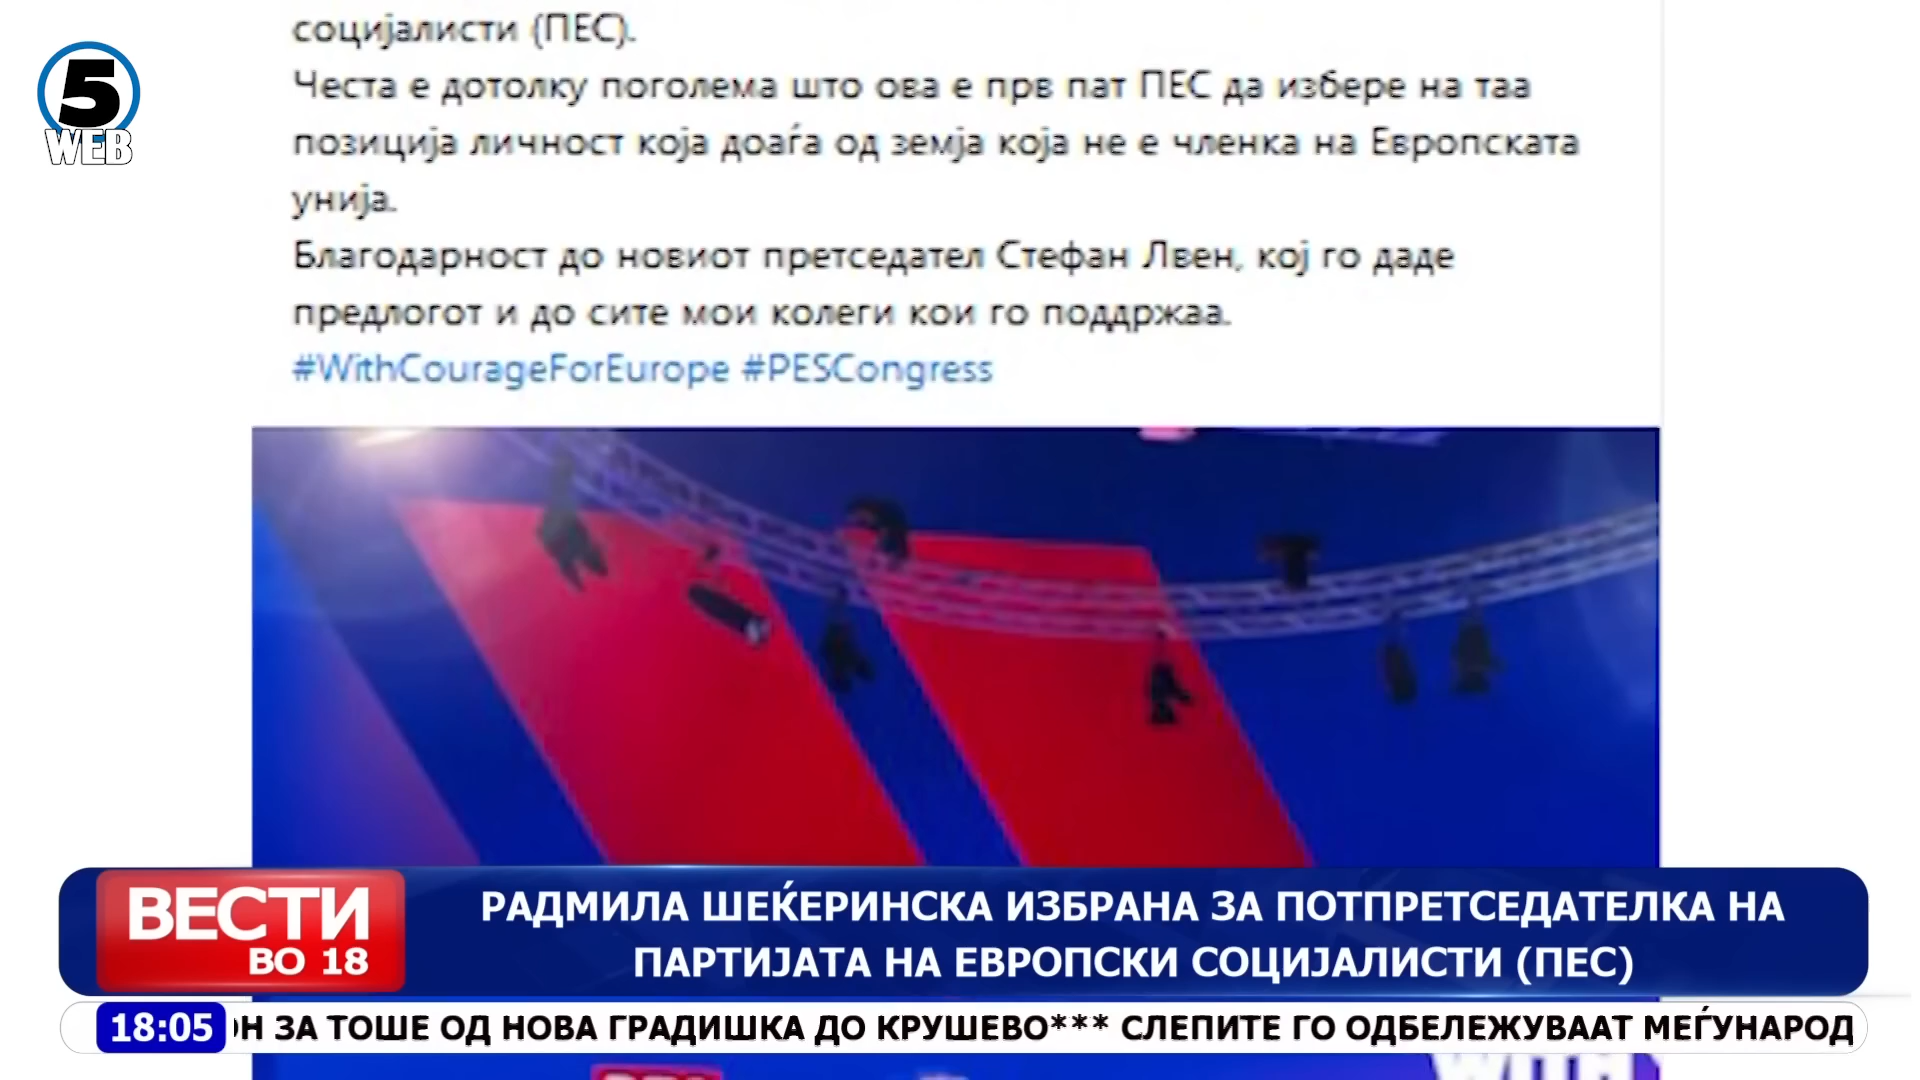 социјалисти (ПЕС).
Честа е дотолку поголема што ова е прв пат ПЕС да избере на таа
позиција личност која доаѓа од земја која не е членка на Европската
унија.
Благодарност до новиот претседател Стефан Лвен, кој го даде
предлогот и до сите мои колеги кои го поддржаа.
#WithCourageForEurope #PESCongress
5
WEB
ВЕСТИ
ВО 18
РАДМИЛА ШЕЌЕРИНСКА ИЗБРАНА ЗА ПОТПРЕТСЕДАТЕЛКА НА
ПАРТИЈАТА НА ЕВРОПСКИ СОЦИЈАЛИСТИ (ПЕС)
18:05
ОН ЗА ТОШЕ ОД НОВА ГРАДИШКА ДО КРУШЕВО*** СЛЕПИТЕ ГО ОДБЕЛЕЖУВААТ МЕЃУНАРОД